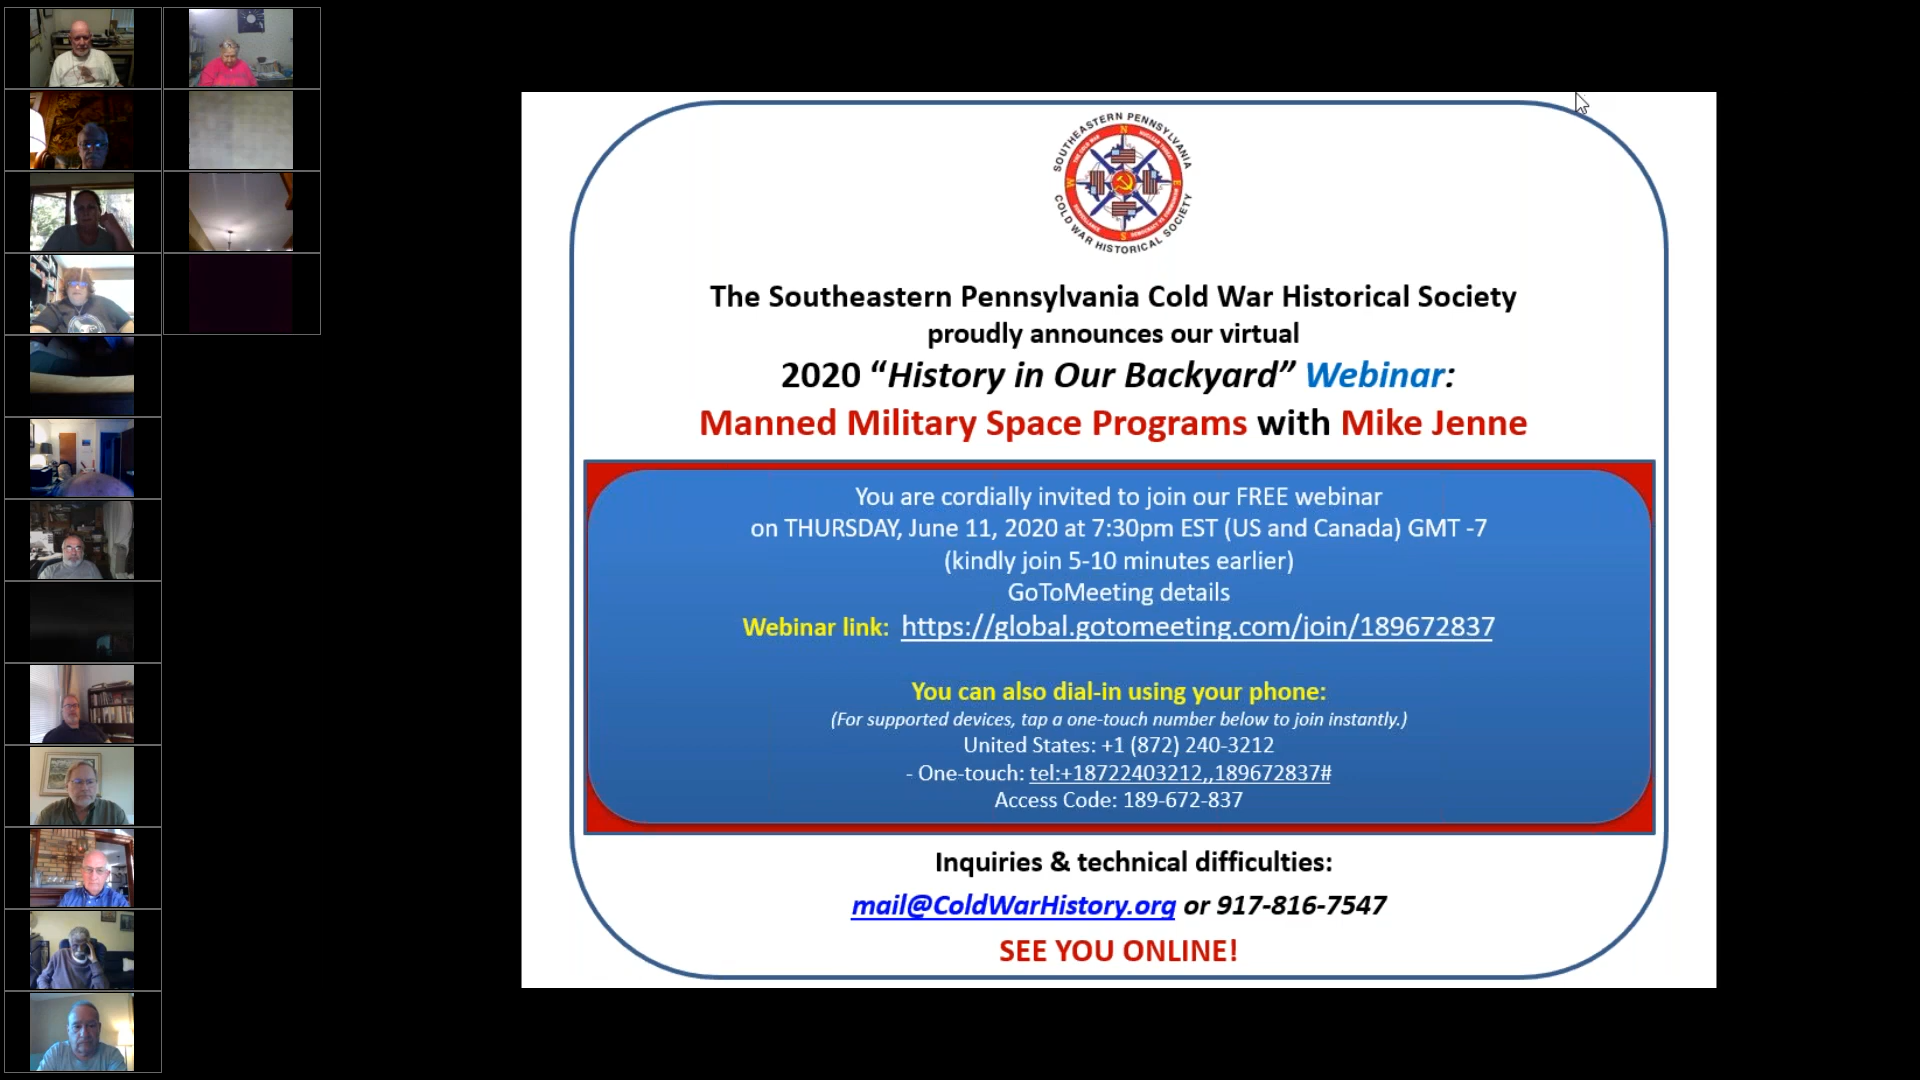 SOUTHEASTERN PENNSYLVANIA
COLD WAR HISTORICAL SOCIETY
N
W
E
S
The Southeastern Pennsylvania Cold War Historical Society
proudly announces our virtual
2020 “History in Our Backyard” Webinar:
Manned Military Space Programs with Mike Jenne
You are cordially invited to join our FREE webinar
on THURSDAY, June 11, 2020 at 7:30pm EST (US and Canada) GMT -7
(kindly join 5-10 minutes earlier)
GoToMeeting details
Webinar link: https://global.gotomeeting.com/join/189672837
You can also dial-in using your phone:
(For supported devices, tap a one-touch number below to join instantly.)
United States: +1 (872) 240-3212
- One-touch: tel:+18722403212,,189672837#
Access Code: 189-672-837
Inquiries & technical difficulties:
mail@ColdWarHistory.org or 917-816-7547
SEE YOU ONLINE!